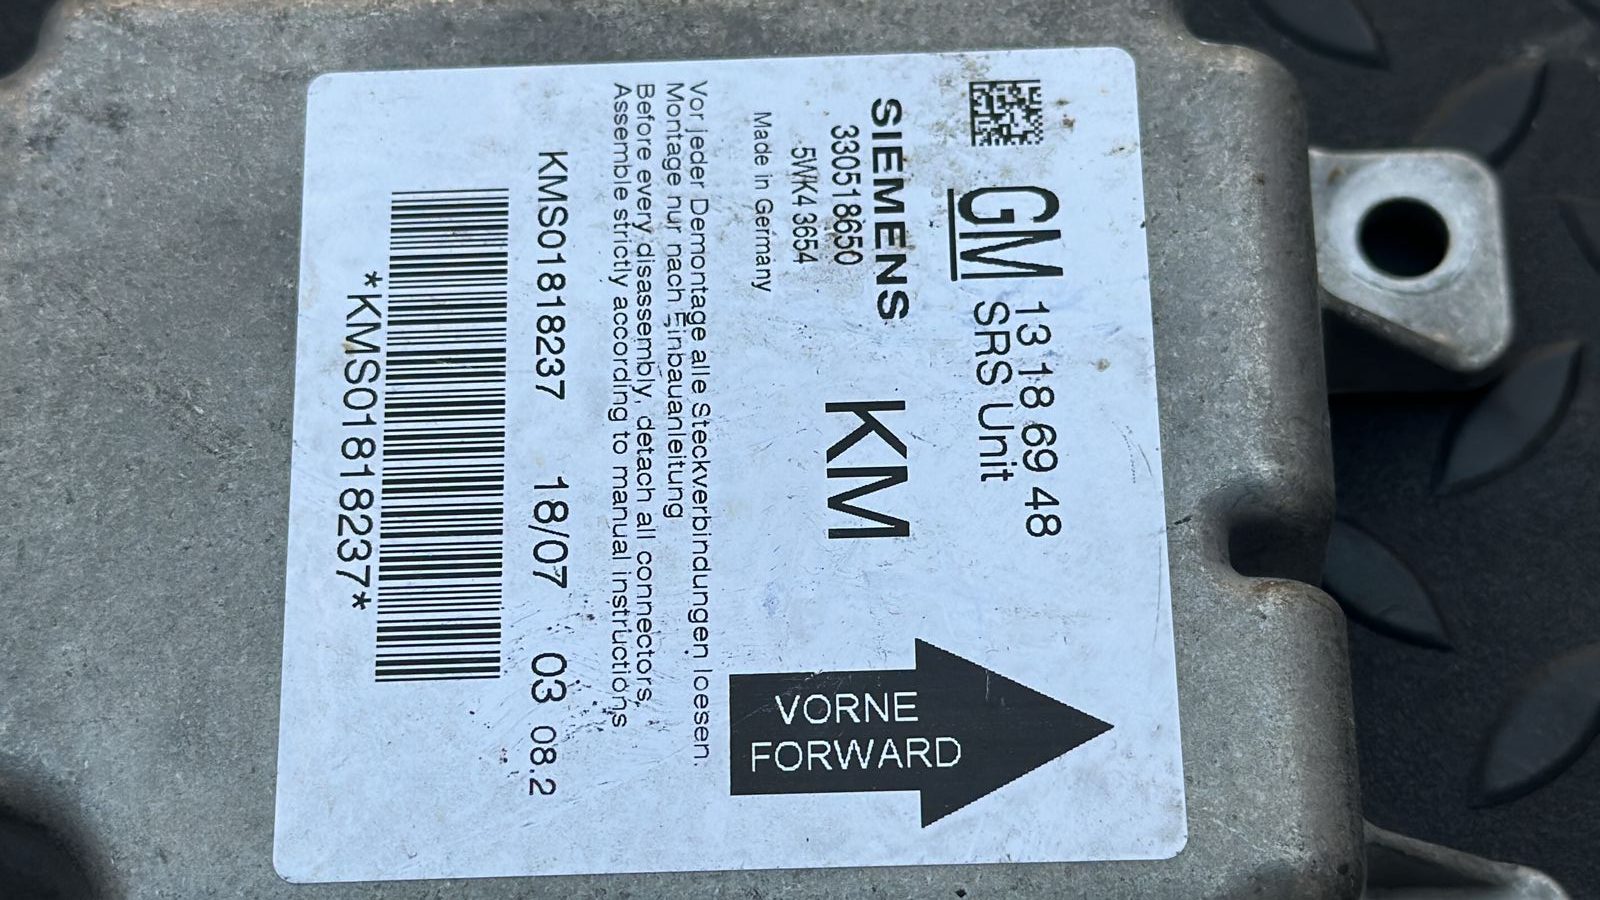 GM 13 18 69 48
SRS Unit
SIEMENS
330518650
5WK4 3654
KM
Made in Germany
VORNE
FORWARD
Vor jeder Demontage alle Steckverbindungen loesen.
Montage nur nach Einbauanleitung
Before every disassembly, detach all connectors,
Assemble strictly according to manual instructions
KMS01818237 18/07 03 08.2
*KMS01818237*